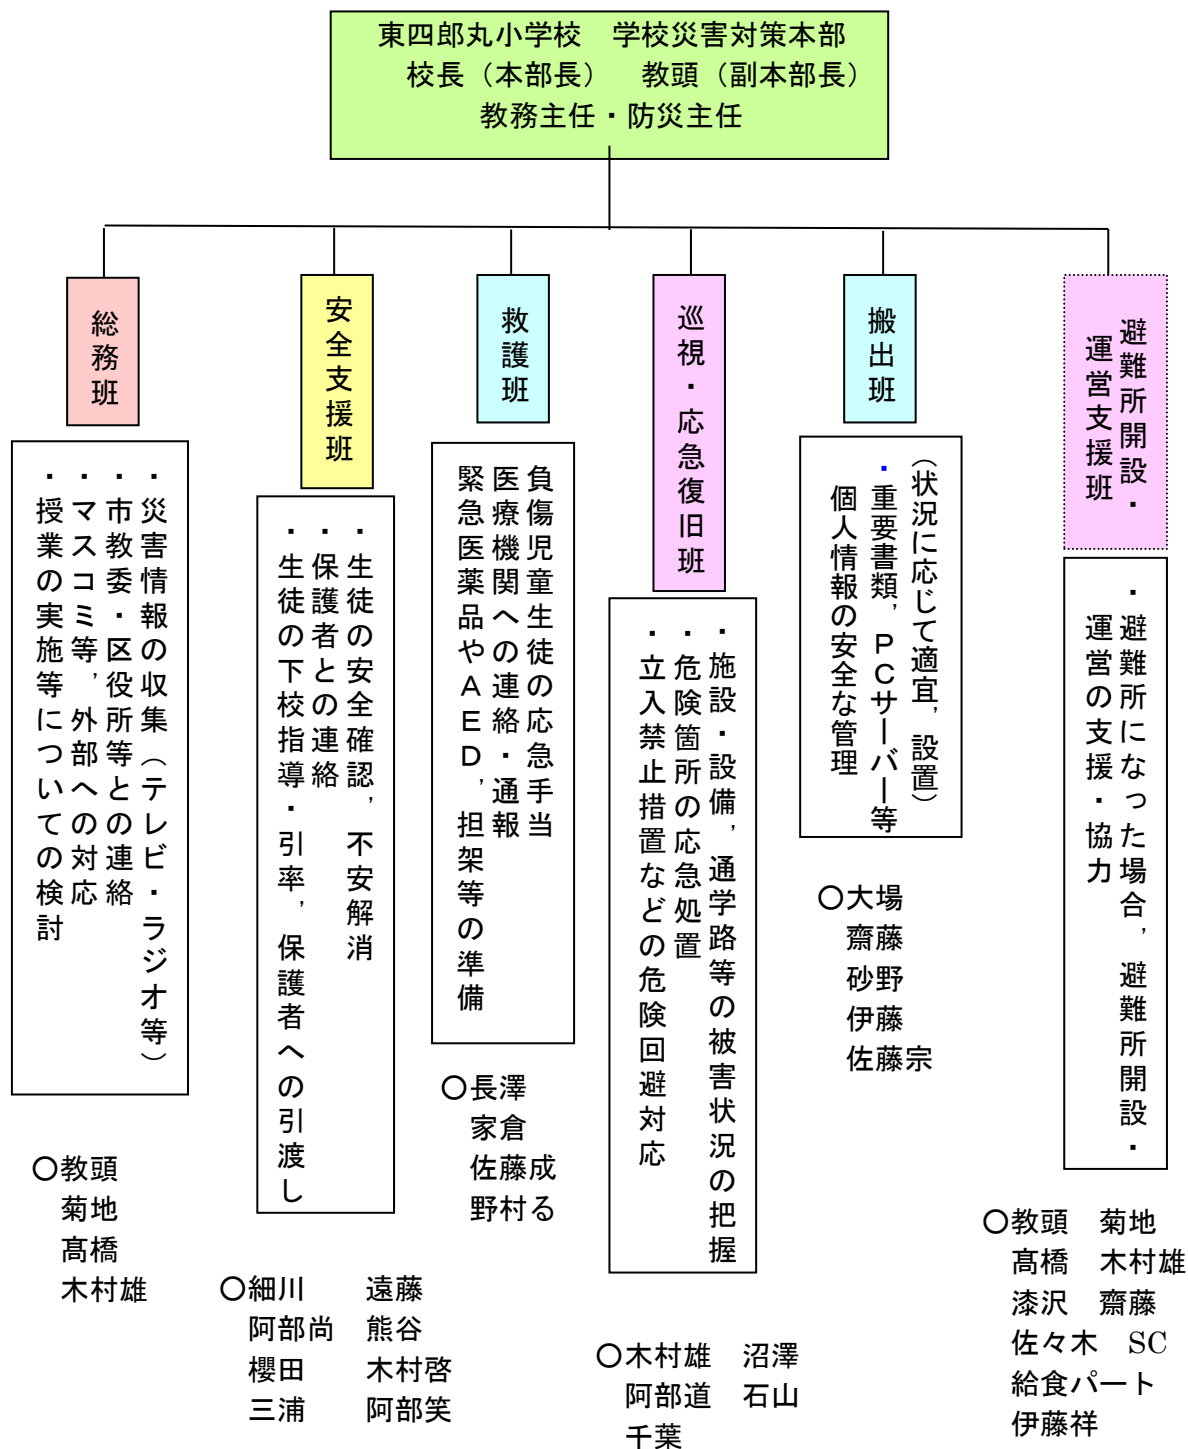 東四郎丸小学校　学校災害対策本部
校長（本部長）　教頭（副本部長）
教務主任・防災主任
総務班
・災害情報の収集（テレビ・ラジオ等）
・市教委・区役所等との連絡
・マスコミ等，外部への対応
・授業の実施等についての検討
〇教頭
菊地
髙橋
木村雄
安全支援班
・生徒の安全確認，不安解消
・保護者との連絡
・生徒の下校指導・引率，保護者への引渡し
〇細川　遠藤
阿部尚　熊谷
櫻田　木村啓
三浦　阿部笑
救護班
負傷児童生徒の応急手当
医療機関への連絡・通報
緊急医薬品やＡＥＤ，担架等の準備
〇長澤
家倉
佐藤成
野村る
巡視・応急復旧班
・施設・設備，通学路等の被害状況の把握
・危険箇所の応急処置
・立入禁止措置などの危険回避対応
〇木村雄　沼澤
阿部道　石山
千葉
搬出班
（状況に応じて適宜，設置）
・重要書類，ＰＣサーバー等
個人情報の安全な管理
〇大場
齋藤
砂野
伊藤
佐藤宗
避難所開設・
運営支援班
・避難所になった場合，避難所開設・
運営の支援・協力
〇教頭　菊地
髙橋　木村雄
漆沢　齋藤
佐々木　SC
給食パート
伊藤祥